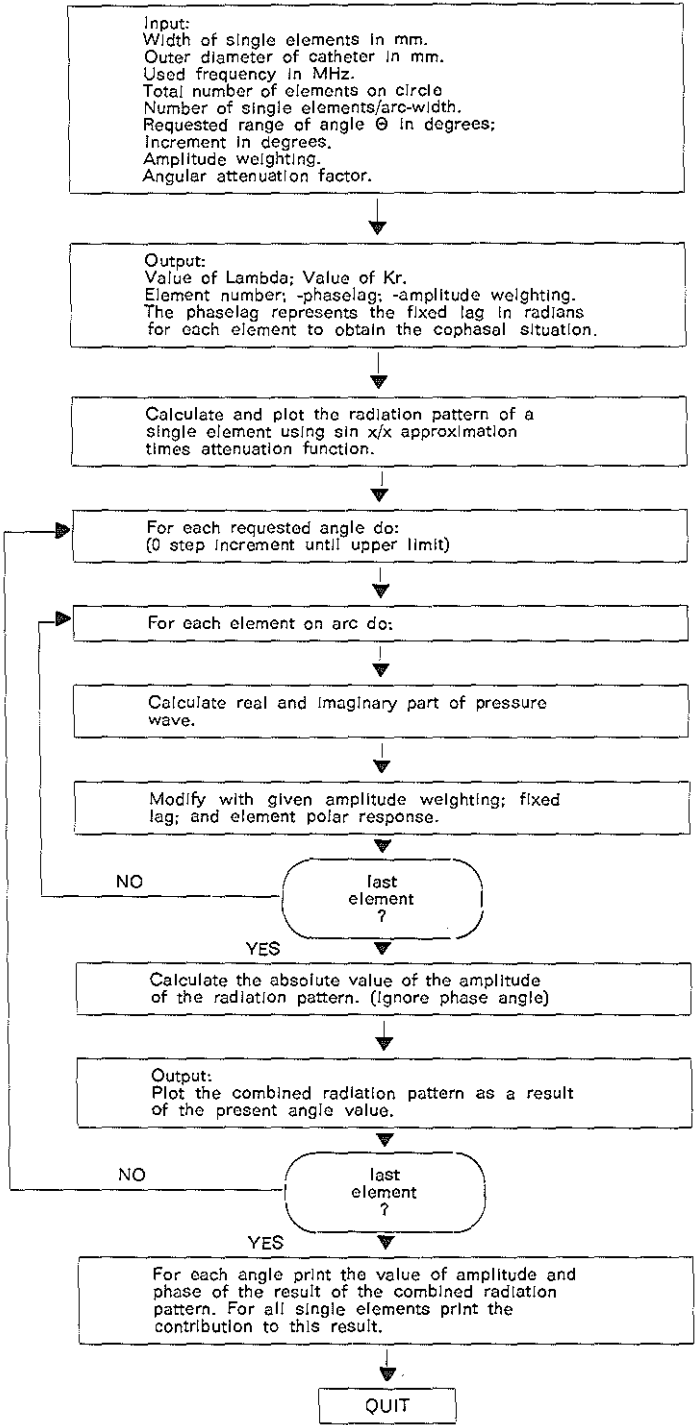 Input:
Width of single elements in mm.
Outer diameter of catheter in mm.
Used frequency in MHz.
Total number of elements on circle
Number of single elements/arc-width.
Requested range of angle Θ in degrees;
Increment in degrees.
Amplitude weighting.
Angular attenuation factor.
Output:
Value of Lambda; Value of Kr.
Element number; -phaselag; -amplitude weighting.
The phaselag represents the fixed lag in radians
for each element to obtain the cophasal situation.
Calculate and plot the radiation pattern of a
single element using sin x/x approximation
times attenuation function.
For each requested angle do:
(0 step increment until upper limit)
For each element on arc do:
Calculate real and imaginary part of pressure
wave.
Modify with given amplitude weighting; fixed
lag; and element polar response.
NO
last
element
?
YES
Calculate the absolute value of the amplitude
of the radiation pattern. (Ignore phase angle)
Output:
Plot the combined radiation pattern as a result
of the present angle value.
NO
last
element
?
YES
For each angle print the value of amplitude and
phase of the result of the combined radiation
pattern. For all single elements print the
contribution to this result.
QUIT